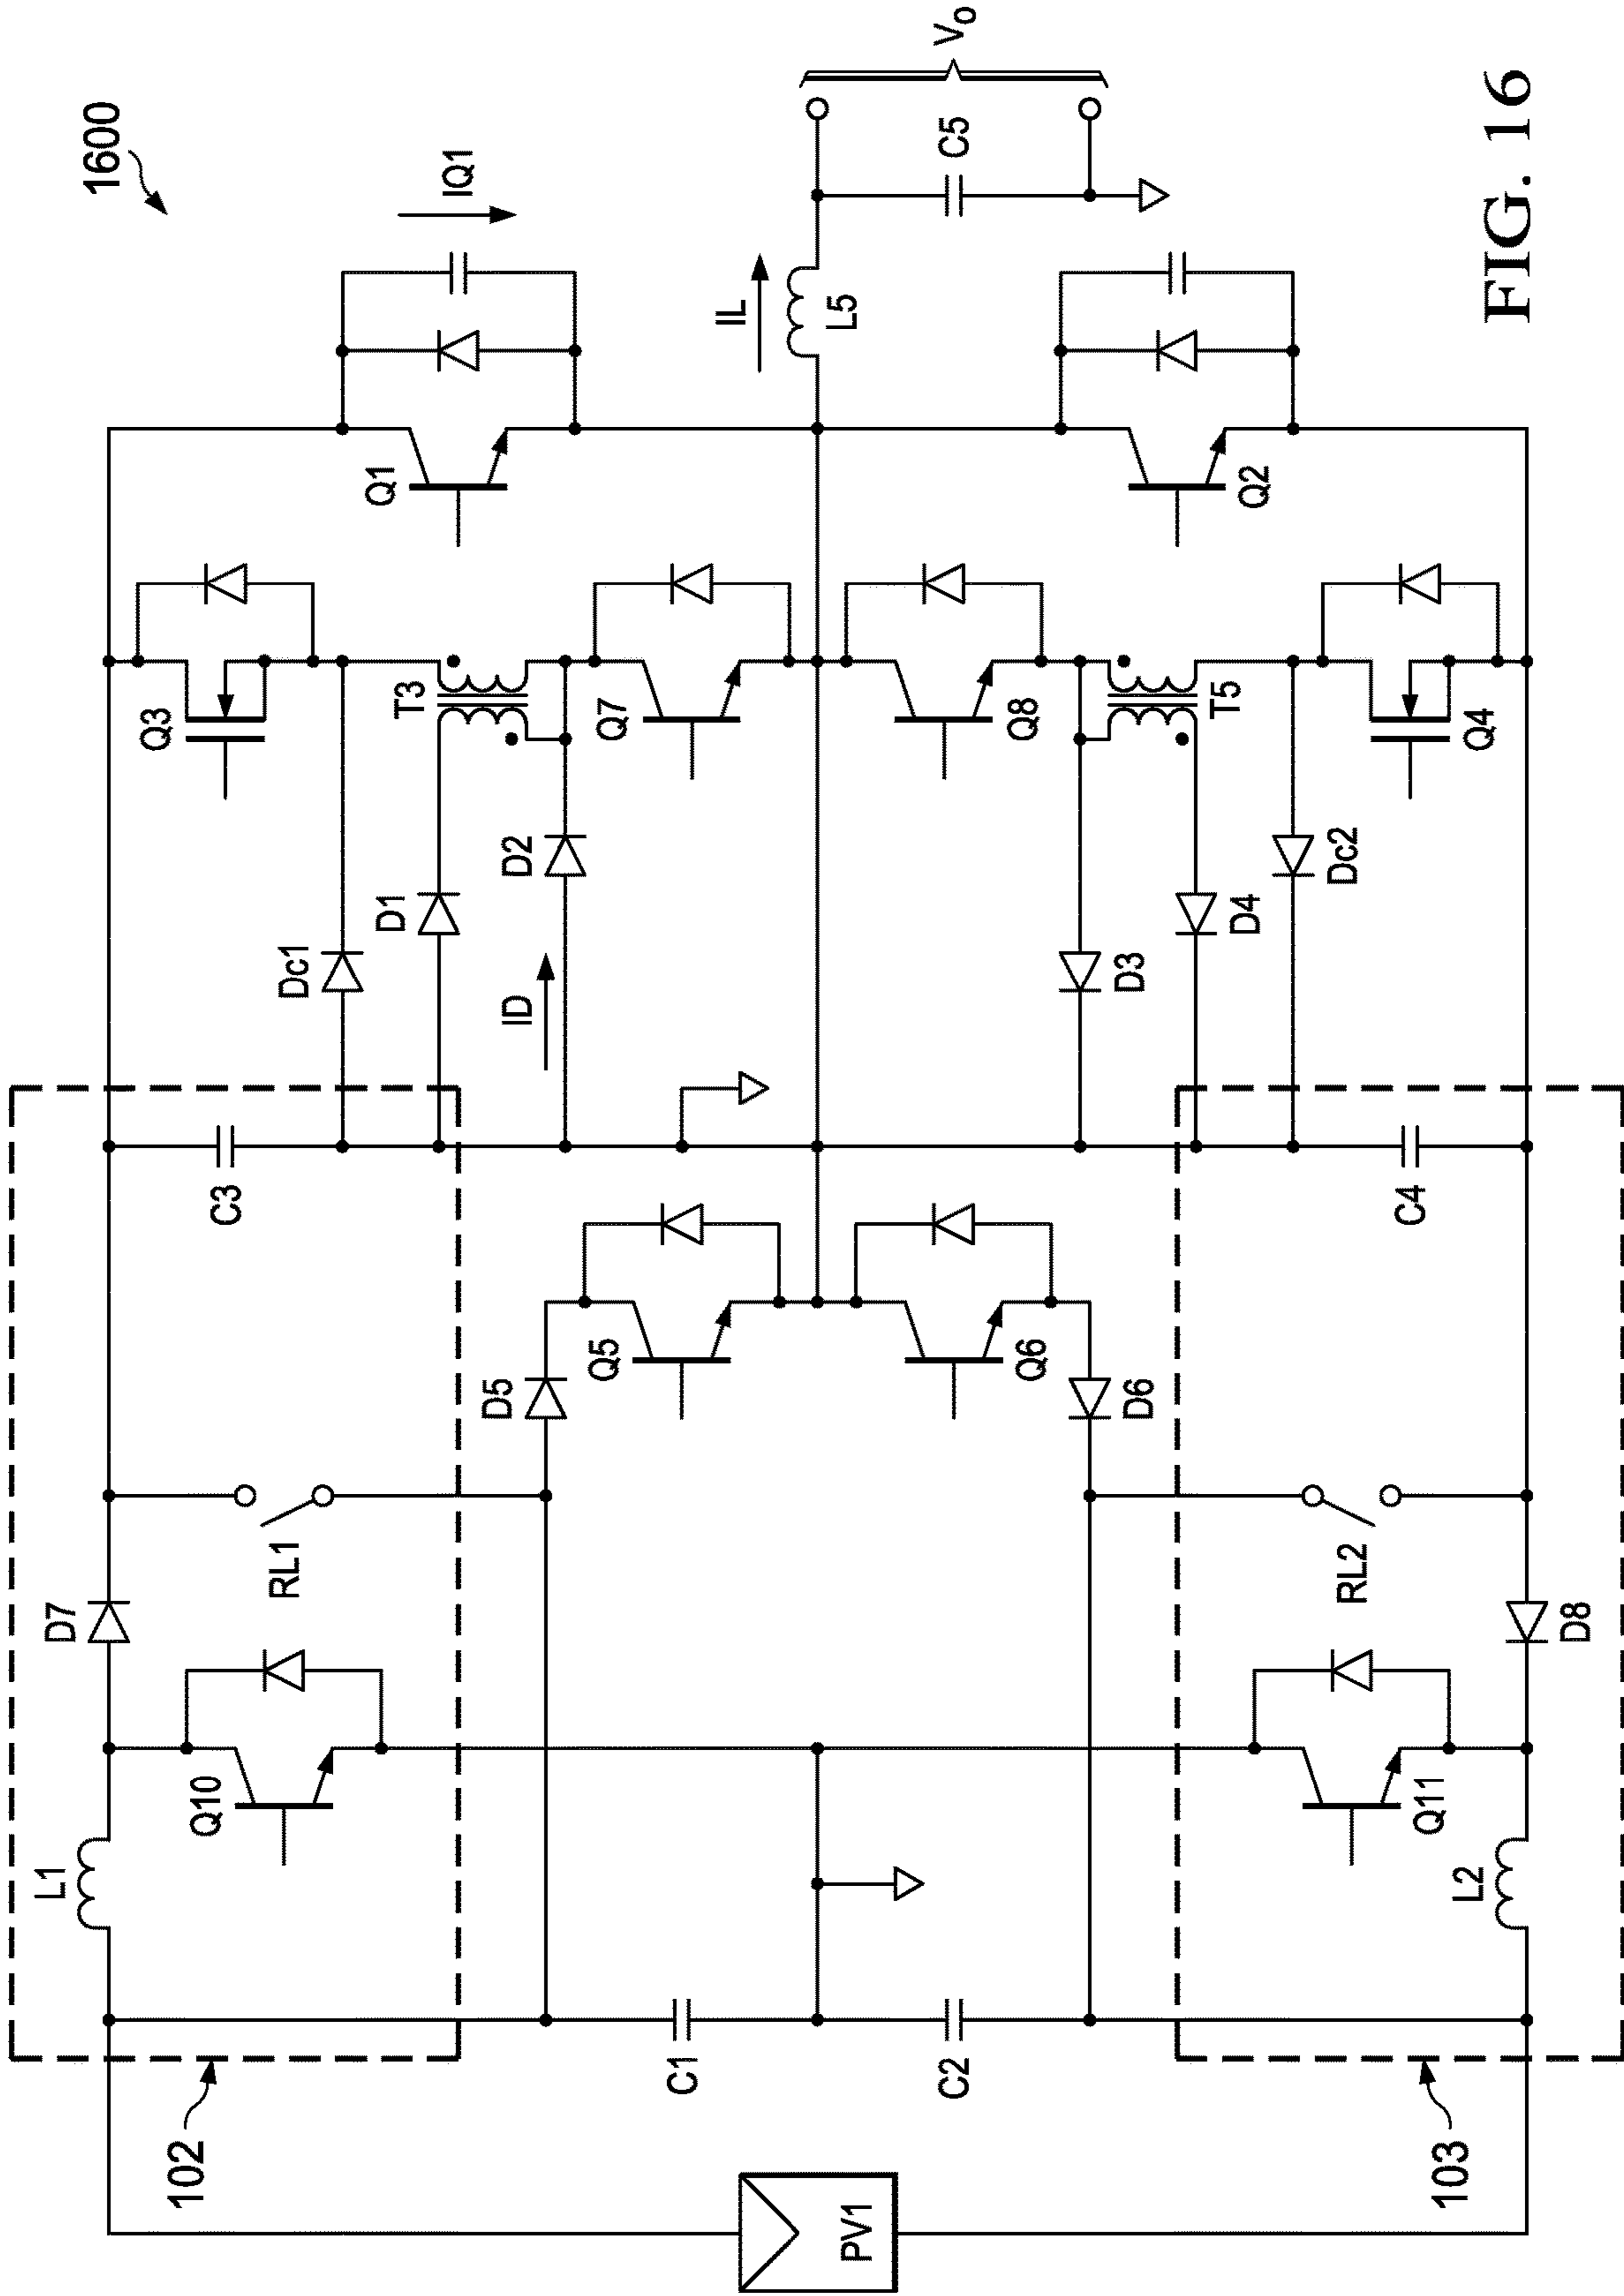 1600
IQ1
Vo
C5
IL
L5
Q1
Q2
Q3
T3
Q7
Q8
T5
Q4
Dc1
D1
D2
ID
D3
D4
Dc2
C3
C4
D5
Q5
Q6
D6
D7
RL1
RL2
D8
Q10
Q11
L1
L2
C1
C2
102
103
PV1
FIG. 16